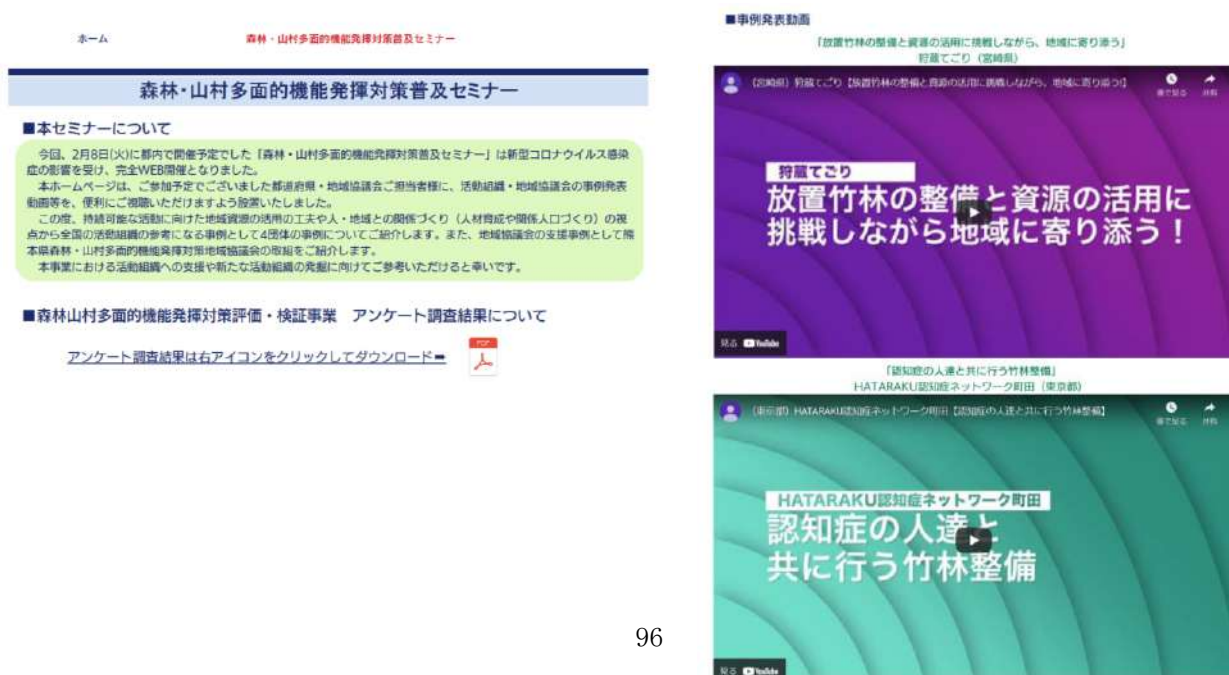 ホーム
森林・山村多面的機能発揮対策普及セミナー
森林・山村多面的機能発揮対策普及セミナー
■本セミナーについて
今回、2月8日(火)に都内で開催予定でした「森林・山村多面的機能発揮対策普及セミナー」は新型コロナウイルス感染
症の影響を受け、完全WEB開催となりました。
本ホームページは、ご参加予定でございました都道府県・地域協議会ご担当者様に、活動組織・地域協議会の事例発表
動画等を、便利にご視聴いただけますよう設置いたしました。
この度、持続可能な活動に向けた地域資源の活用の工夫や人・地域との関係づくり（人材育成や関係人口づくり）の視
点から全国の活動組織の参考になる事例として4団体の事例についてご紹介します。また、地域協議会の支援事例として熊
本県森林・山村多面的機能発揮対策地域協議会の取組をご紹介します。
本事業における活動組織への支援や新たな活動組織の発掘に向けてご参考いただけると幸いです。
■森林山村多面的機能発揮対策評価・検証事業　アンケート調査結果について
アンケート調査結果は右アイコンをクリックしてダウンロード➡
PDF
■事例発表動画
「放置竹林の整備と資源の活用に挑戦しながら、地域に寄り添う」
狩蔵てごり（宮崎県）
（宮崎県）狩蔵てごり【放置竹林の整備と資源の活用に挑戦しながら、地域に寄り添う!】
後で見る 共有
狩蔵てごり
放置竹林の整備と資源の活用に
挑戦しながら地域に寄り添う！
見る YouTube
「認知症の人達と共に行う竹林整備」
HATARAKU認知症ネットワーク町田（東京都）
（東京都）HATARAKU認知症ネットワーク町田【認知症の人達と共に行う竹林整備】
後で見る 共有
HATARAKU認知症ネットワーク町田
認知症の人達と
共に行う竹林整備
見る YouTube
96